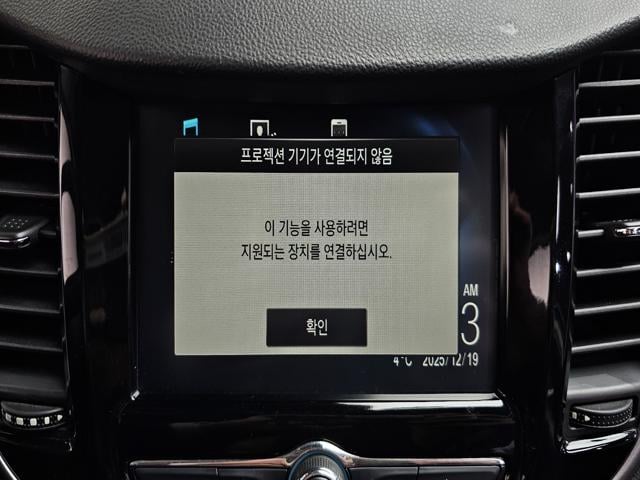 프로젝션 기기가 연결되지 않음
이 기능을 사용하려면
지원되는 장치를 연결하십시오.
확인
AM
3
4°C 2025/12/19